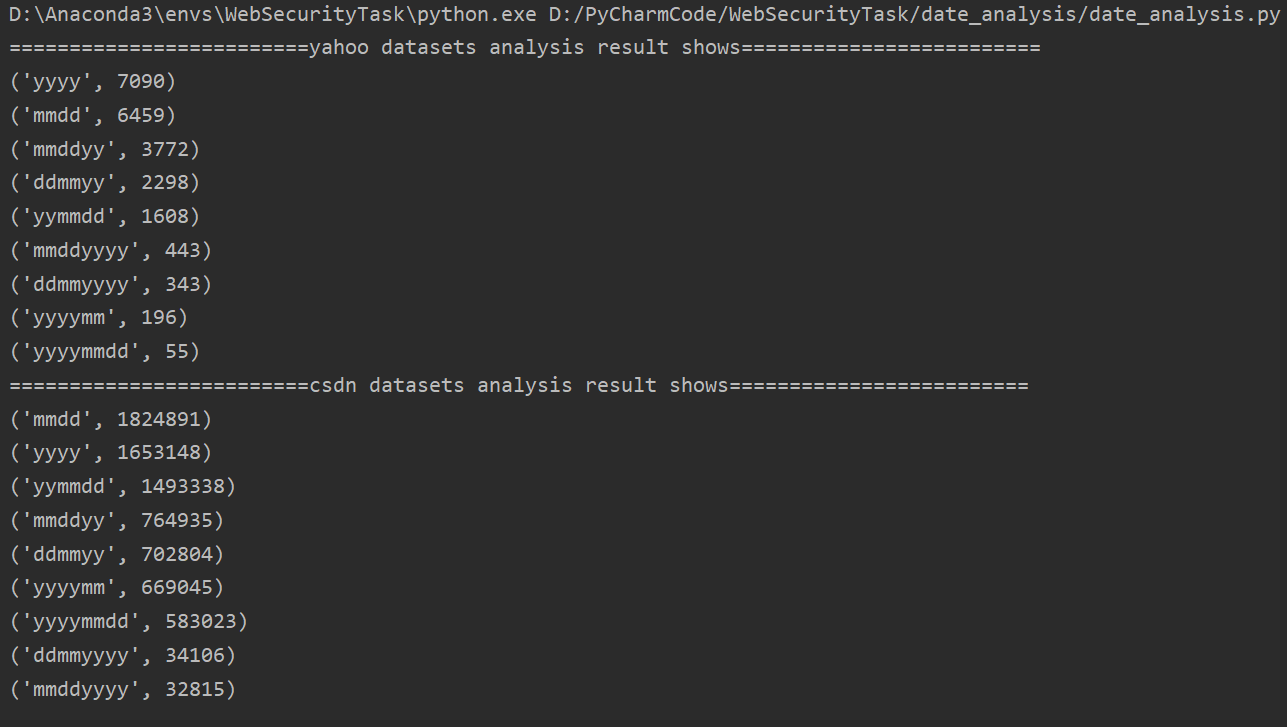 D:\Anaconda3\envs\WebSecurityTask\python.exe D:/PyCharmCode/WebSecurityTask/date_analysis/date_analysis.py
=========================yahoo datasets analysis result shows=========================
('yyyy', 7090)
('mmdd', 6459)
('mmddyy', 3772)
('ddmmyy', 2298)
('yymmdd', 1608)
('mmddyyyy', 443)
('ddmmyyyy', 343)
('yyyymm', 196)
('yyyymmdd', 55)
=========================csdn datasets analysis result shows=========================
('mmdd', 1824891)
('yyyy', 1653148)
('yymmdd', 1493338)
('mmddyy', 764935)
('ddmmyy', 702804)
('yyyymm', 669045)
('yyyymmdd', 583023)
('ddmmyyyy', 34106)
('mmddyyyy', 32815)